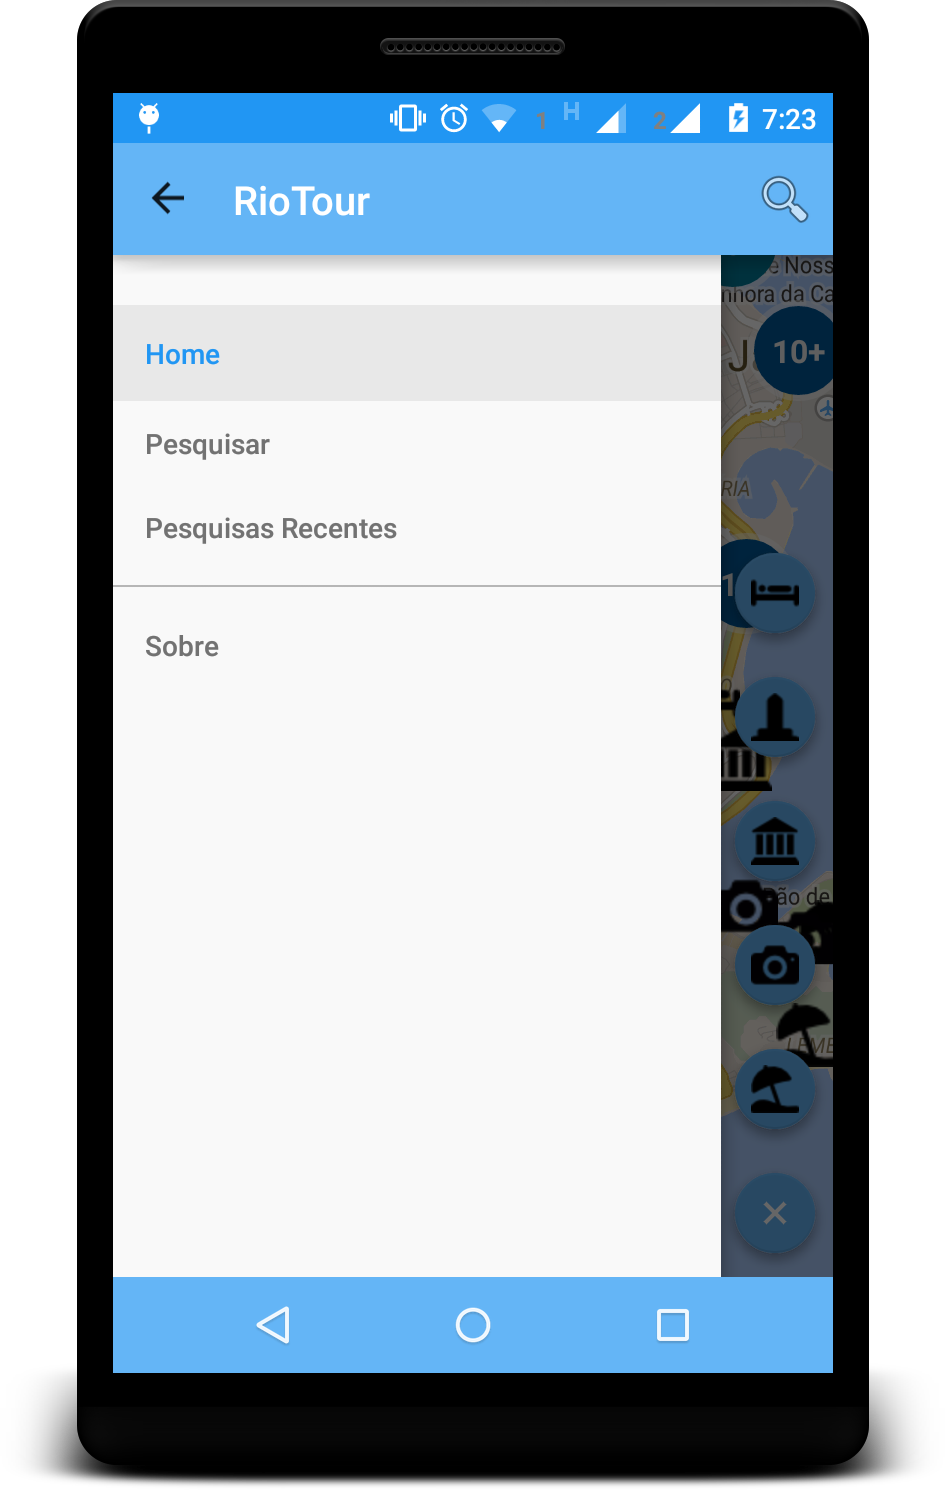 1 H 2 7:23
RioTour
e Noss
nhora da Ca
J
10+
Home
Pesquisar
RIA
Pesquisas Recentes
1
Sobre
ão de
LEME